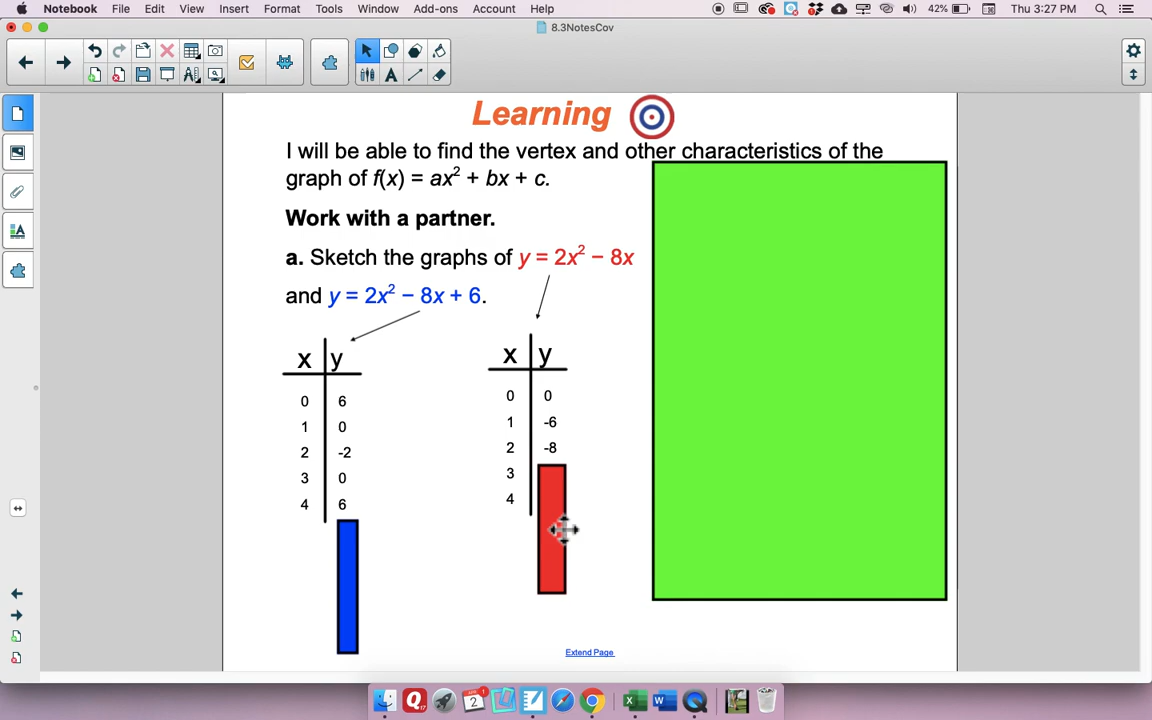 Notebook File Edit View Insert Format Tools Window Add-ons Account Help 42% Thu 3:27 PM
8.3NotesCov
Learning
I will be able to find the vertex and other characteristics of the
graph of f(x) = ax² + bx + c.
Work with a partner.
a. Sketch the graphs of y = 2x² − 8x
and y = 2x² − 8x + 6.
x y
0 6
1 0
2 -2
3 0
4 6
x y
0 0
1 -6
2 -8
3
4
Extend Page